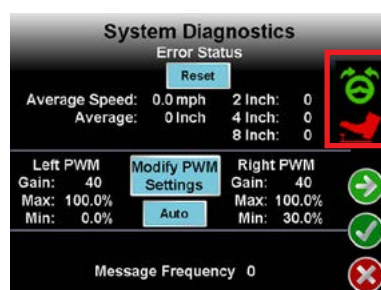 System Diagnostics
Error Status
Reset
Average Speed: 0.0 mph 2 Inch: 0
Average: 0 Inch 4 Inch: 0
8 Inch: 0
Left PWM Modify PWM Settings Right PWM
Gain: 40 Gain: 40
Max: 100.0% Max: 100.0%
Min: 0.0% Auto Min: 30.0%
Message Frequency 0